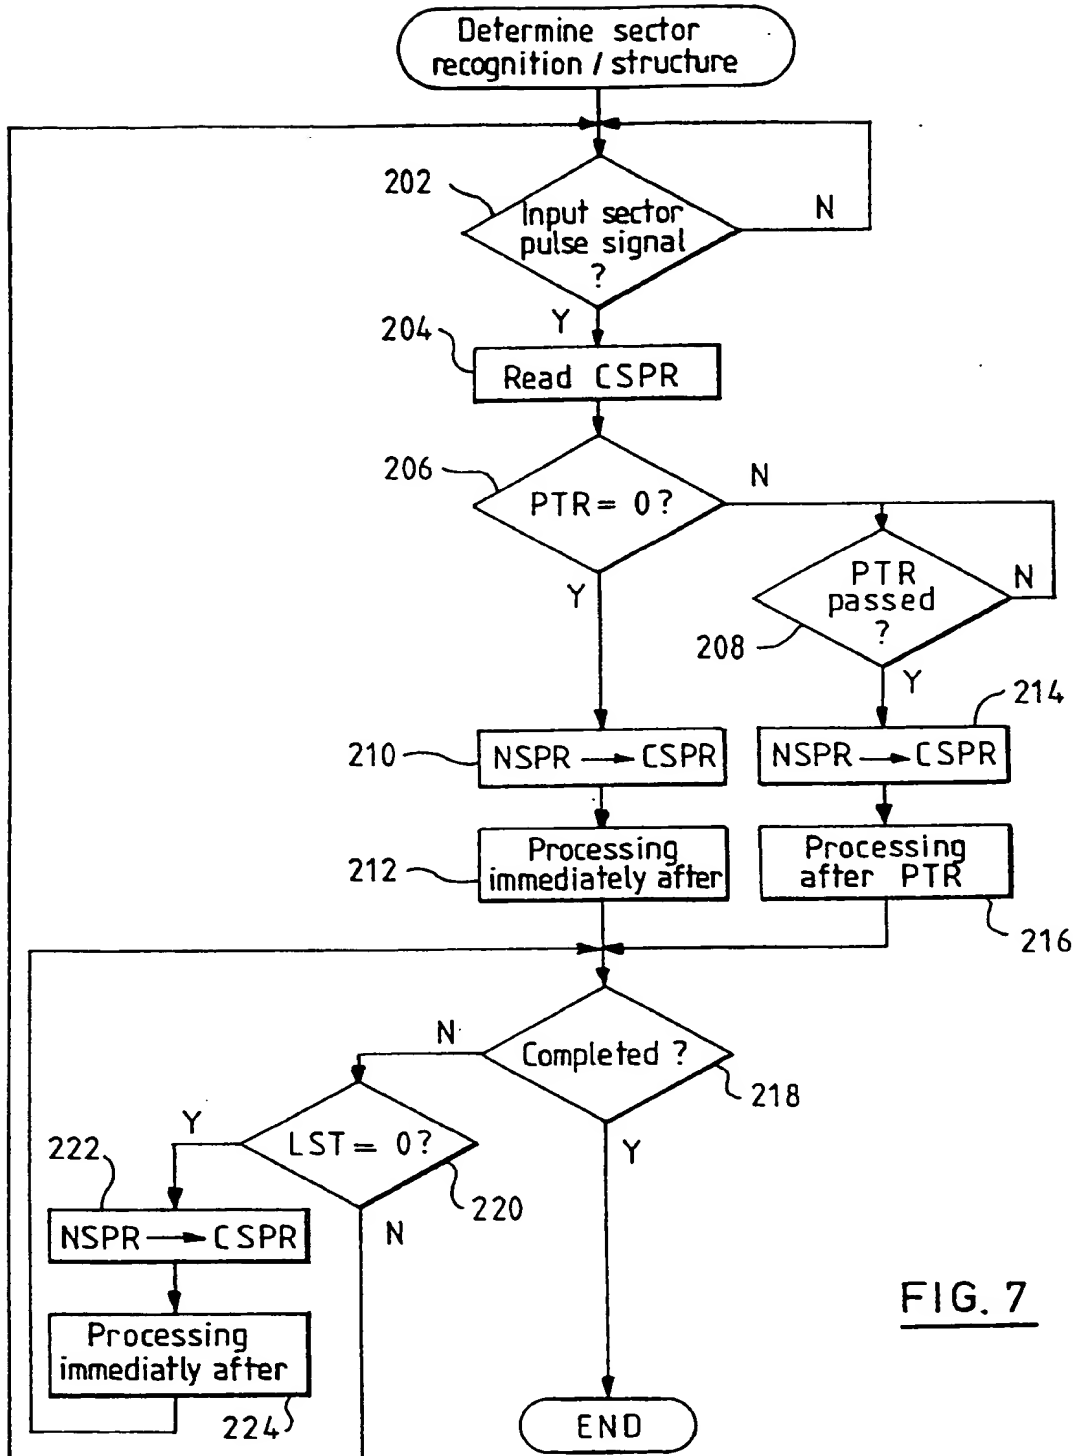 Determine sector
recognition / structure
202
Input sector
pulse signal
?
N
Y
204
Read CSPR
206
PTR = 0 ?
N
Y
PTR
passed
?
N
208
Y
214
210
NSPR → CSPR
NSPR → CSPR
212
Processing
immediately after
Processing
after PTR
216
N
Completed ?
218
Y
Y
LST = 0?
220
222
N
NSPR → CSPR
Processing
immediatly after
224
END
FIG. 7